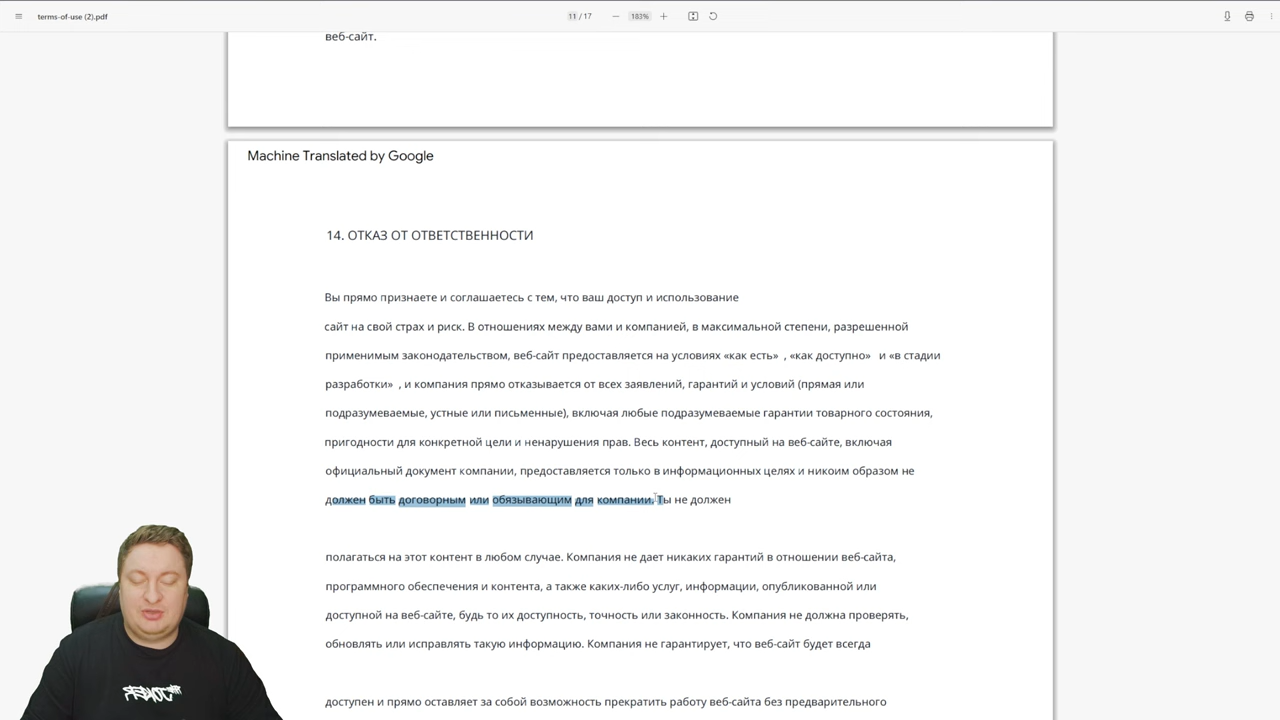 terms-of-use (2).pdf
11 / 17
183%
веб-сайт.
Machine Translated by Google
14. ОТКАЗ ОТ ОТВЕТСТВЕННОСТИ
Вы прямо признаете и соглашаетесь с тем, что ваш доступ и использование
сайт на свой страх и риск. В отношениях между вами и компанией, в максимальной степени, разрешенной
применимым законодательством, веб-сайт предоставляется на условиях «как есть» , «как доступно» и «в стадии
разработки» , и компания прямо отказывается от всех заявлений, гарантий и условий (прямая или
подразумеваемые, устные или письменные), включая любые подразумеваемые гарантии товарного состояния,
пригодности для конкретной цели и ненарушения прав. Весь контент, доступный на веб-сайте, включая
официальный документ компании, предоставляется только в информационных целях и никоим образом не
должен быть договорным или обязывающим для компании. Ты не должен
полагаться на этот контент в любом случае. Компания не дает никаких гарантий в отношении веб-сайта,
программного обеспечения и контента, а также каких-либо услуг, информации, опубликованной или
доступной на веб-сайте, будь то их доступность, точность или законность. Компания не должна проверять,
обновлять или исправлять такую информацию. Компания не гарантирует, что веб-сайт будет всегда
доступен и прямо оставляет за собой возможность прекратить работу веб-сайта без предварительного